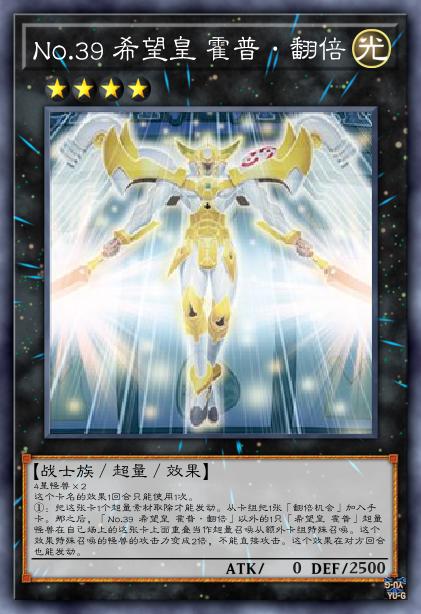 No.39 希望皇 霍普·翻倍
光
【战士族／超量／效果】
4星怪兽×2
这个卡名的效果1回合只能使用1次。
①：把这张卡1个超量素材取除才能发动。从卡组把1张「翻倍机会」加入手
卡。那之后，「No.39 希望皇 霍普·翻倍」以外的1只「希望皇 霍普」超量
怪兽在自己场上的这张卡上面重叠当作超量召唤从额外卡组特殊召唤。这个
效果特殊召唤的怪兽的攻击力变成2倍，不能直接攻击。这个效果在对方回合
也能发动。
ATK/ 0 DEF/2500